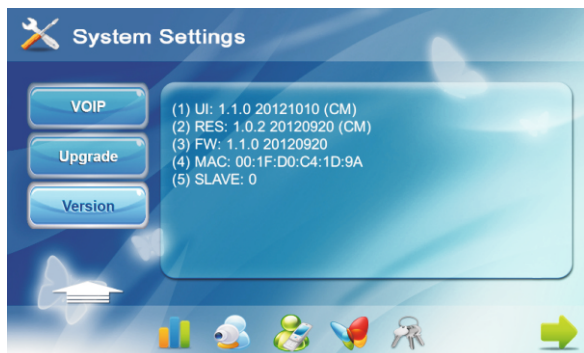 System Settings
VOIP
Upgrade
Version
(1) UI: 1.1.0 20121010 (CM)
(2) RES: 1.0.2 20120920 (CM)
(3) FW: 1.1.0 20120920
(4) MAC: 00:1F:D0:C4:1D:9A
(5) SLAVE: 0